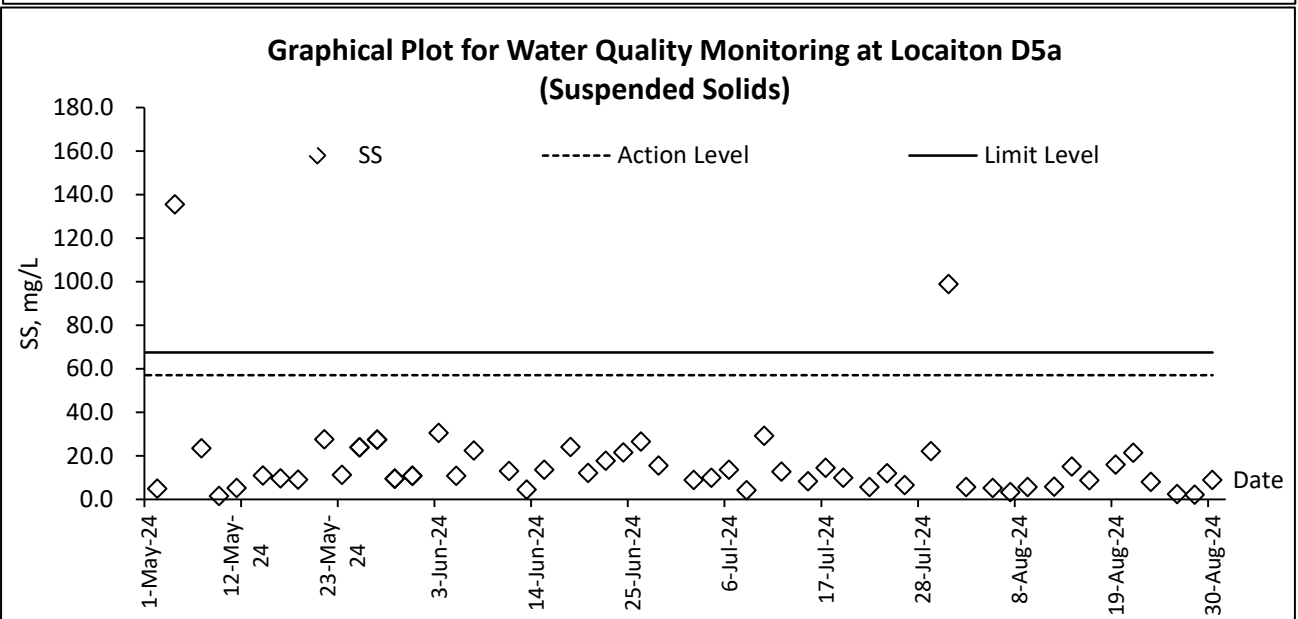 Graphical Plot for Water Quality Monitoring at Locaiton D5a
(Suspended Solids)
180.0
160.0
140.0
120.0
100.0
80.0
60.0
40.0
20.0
0.0
SS, mg/L
SS
Action Level
Limit Level
Date
1-May-24
12-May-
24
23-May-
24
3-Jun-24
14-Jun-24
25-Jun-24
6-Jul-24
17-Jul-24
28-Jul-24
8-Aug-24
19-Aug-24
30-Aug-24